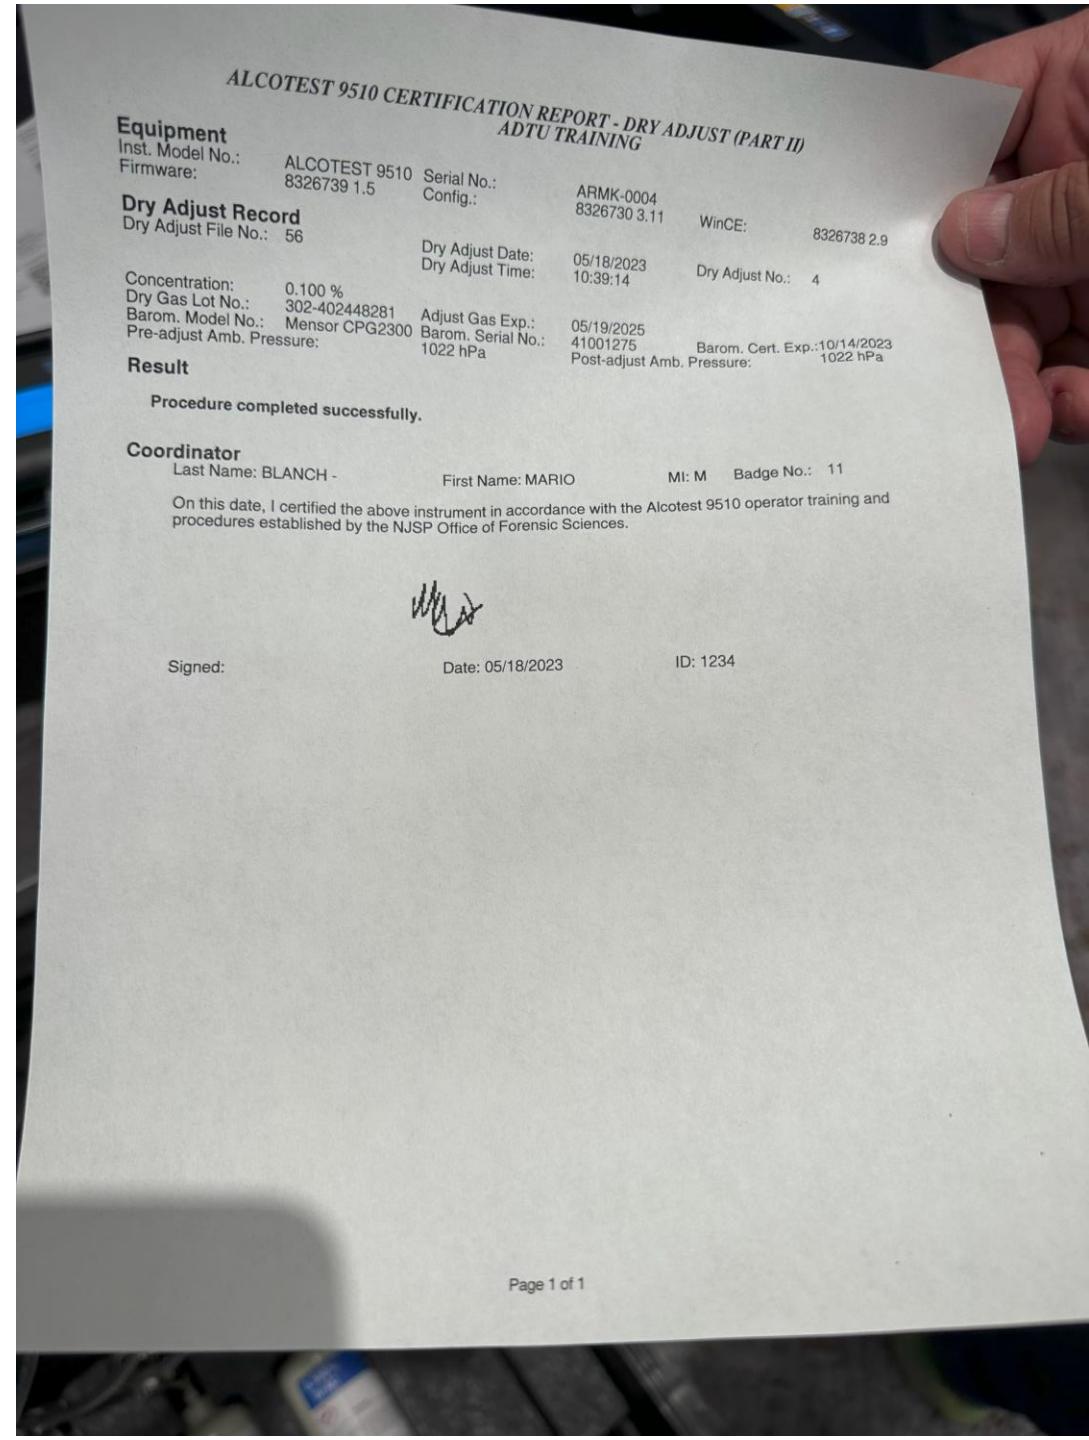 ALCOTEST 9510 CERTIFICATION REPORT - DRY ADJUST (PART II)
ADTU TRAINING
Equipment
Inst. Model No.: ALCOTEST 9510 Serial No.: ARMK-0004
Firmware: 8326739 1.5 Config.: 8326730 3.11 WinCE: 8326738 2.9
Dry Adjust Record
Dry Adjust File No.: 56 Dry Adjust Date: 05/18/2023 Dry Adjust No.: 4
Dry Adjust Time: 10:39:14
Concentration: 0.100 %
Dry Gas Lot No.: 302-402448281 Adjust Gas Exp.: 05/19/2025
Barom. Model No.: Mensor CPG2300 Barom. Serial No.: 41001275 Barom. Cert. Exp.:10/14/2023
Pre-adjust Amb. Pressure: 1022 hPa Post-adjust Amb. Pressure: 1022 hPa
Result
Procedure completed successfully.
Coordinator
Last Name: BLANCH - First Name: MARIO MI: M Badge No.: 11
On this date, I certified the above instrument in accordance with the Alcotest 9510 operator training and
procedures established by the NJSP Office of Forensic Sciences.
Signed: Date: 05/18/2023 ID: 1234
Page 1 of 1